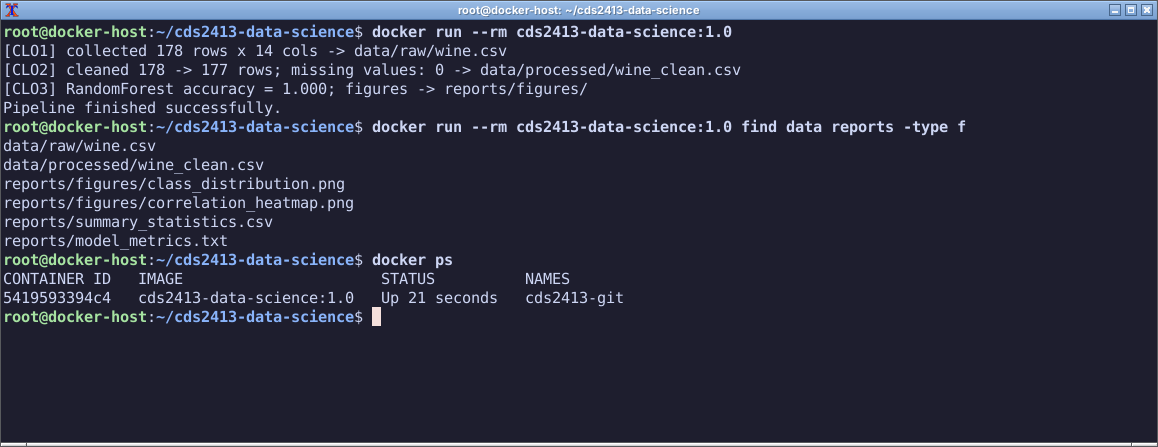 root@docker-host: ~/cds2413-data-science
root@docker-host:~/cds2413-data-science$ docker run --rm cds2413-data-science:1.0
[CLO1] collected 178 rows x 14 cols -> data/raw/wine.csv
[CLO2] cleaned 178 -> 177 rows; missing values: 0 -> data/processed/wine_clean.csv
[CLO3] RandomForest accuracy = 1.000; figures -> reports/figures/
Pipeline finished successfully.
root@docker-host:~/cds2413-data-science$ docker run --rm cds2413-data-science:1.0 find data reports -type f
data/raw/wine.csv
data/processed/wine_clean.csv
reports/figures/class_distribution.png
reports/figures/correlation_heatmap.png
reports/summary_statistics.csv
reports/model_metrics.txt
root@docker-host:~/cds2413-data-science$ docker ps
CONTAINER ID   IMAGE                      STATUS          NAMES
5419593394c4   cds2413-data-science:1.0   Up 21 seconds   cds2413-git
root@docker-host:~/cds2413-data-science$